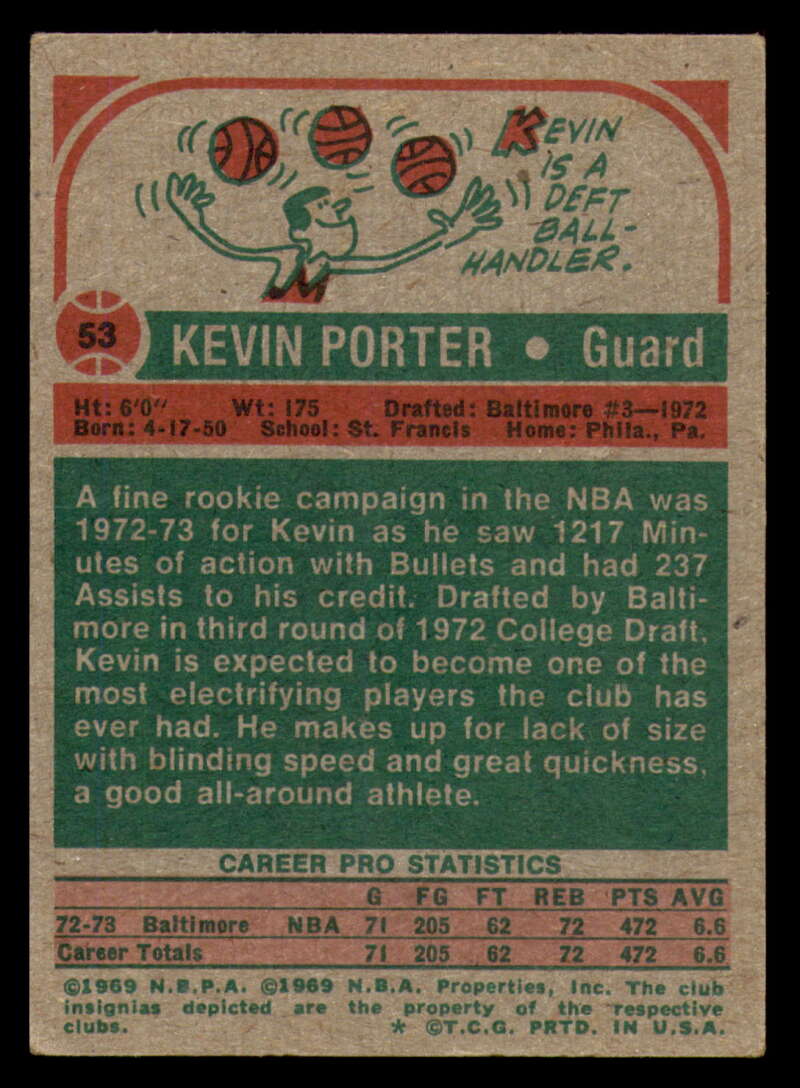 KEVIN
IS A
DEFT
BALL-
HANDLER.
53
KEVIN PORTER • Guard
Ht: 6'0" Wt: 175 Drafted: Baltimore #3—1972
Born: 4-17-50 School: St. Francis Home: Phila., Pa.
A fine rookie campaign in the NBA was
1972-73 for Kevin as he saw 1217 Min-
utes of action with Bullets and had 237
Assists to his credit. Drafted by Balti-
more in third round of 1972 College Draft,
Kevin is expected to become one of the
most electrifying players the club has
ever had. He makes up for lack of size
with blinding speed and great quickness,
a good all-around athlete.
CAREER PRO STATISTICS
G FG FT REB PTS AVG
72-73 Baltimore NBA 71 205 62 72 472 6.6
Career Totals 71 205 62 72 472 6.6
©1969 N.B.P.A. ©1969 N.B.A. Properties, Inc. The club
insignias depicted are the property of the respective
clubs. * ©T.C.G. PRTD. IN U.S.A.